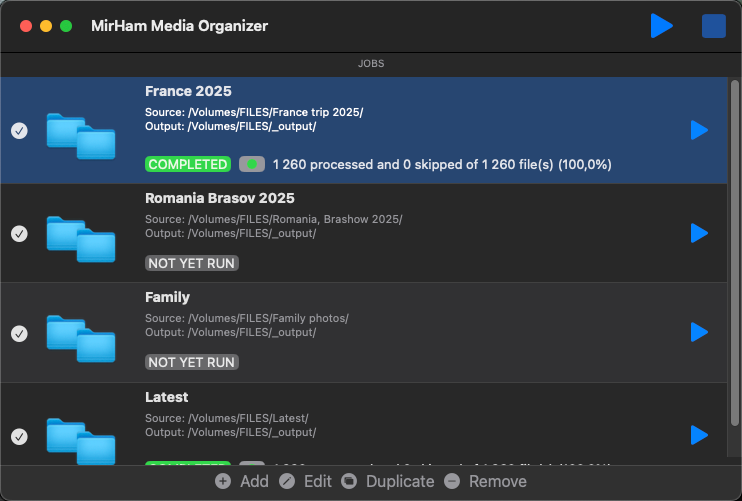 MirHam Media Organizer
JOBS
France 2025
Source: /Volumes/FILES/France trip 2025/
Output: /Volumes/FILES/_output/
COMPLETED 1 260 processed and 0 skipped of 1 260 file(s) (100,0%)
Romania Brasov 2025
Source: /Volumes/FILES/Romania, Brashow 2025/
Output: /Volumes/FILES/_output/
NOT YET RUN
Family
Source: /Volumes/FILES/Family photos/
Output: /Volumes/FILES/_output/
NOT YET RUN
Latest
Source: /Volumes/FILES/Latest/
Output: /Volumes/FILES/_output/
Add Edit Duplicate Remove